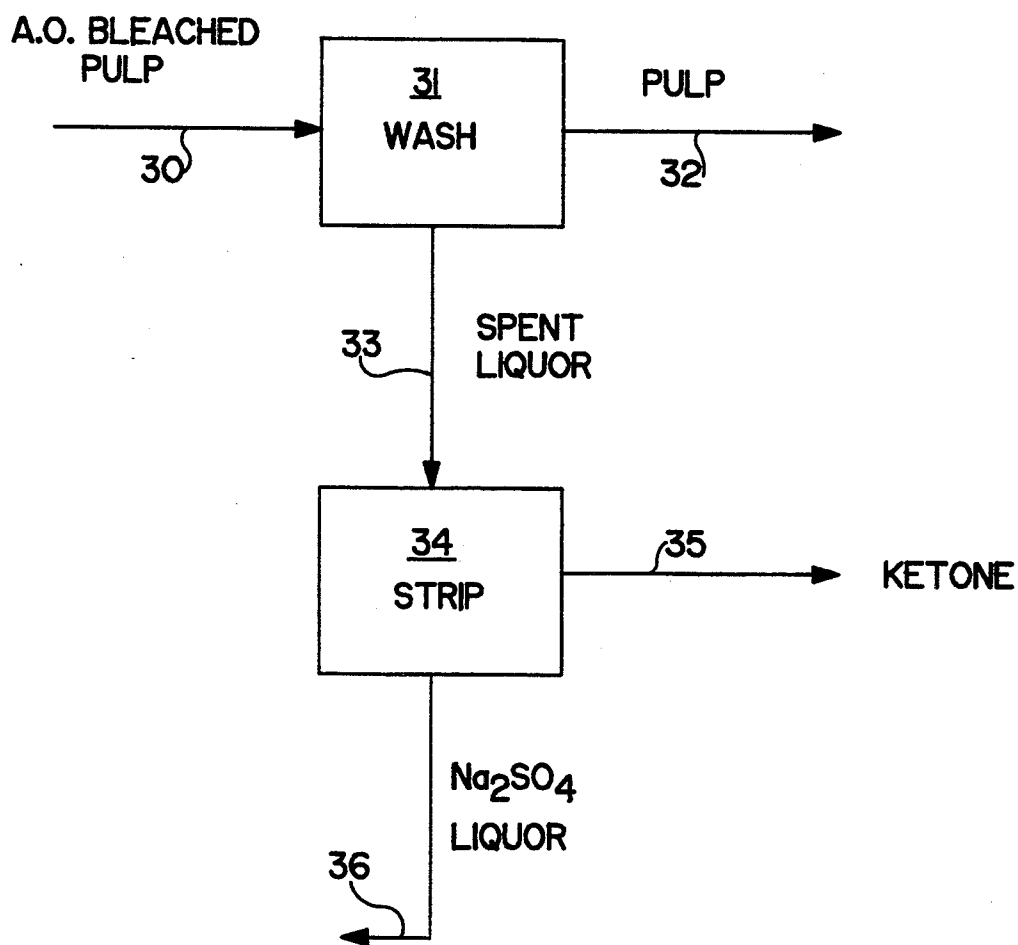 A.O. BLEACHED
PULP
30
31
WASH
PULP
32
33
SPENT
LIQUOR
34
STRIP
35
KETONE
Na₂SO₄
LIQUOR
36